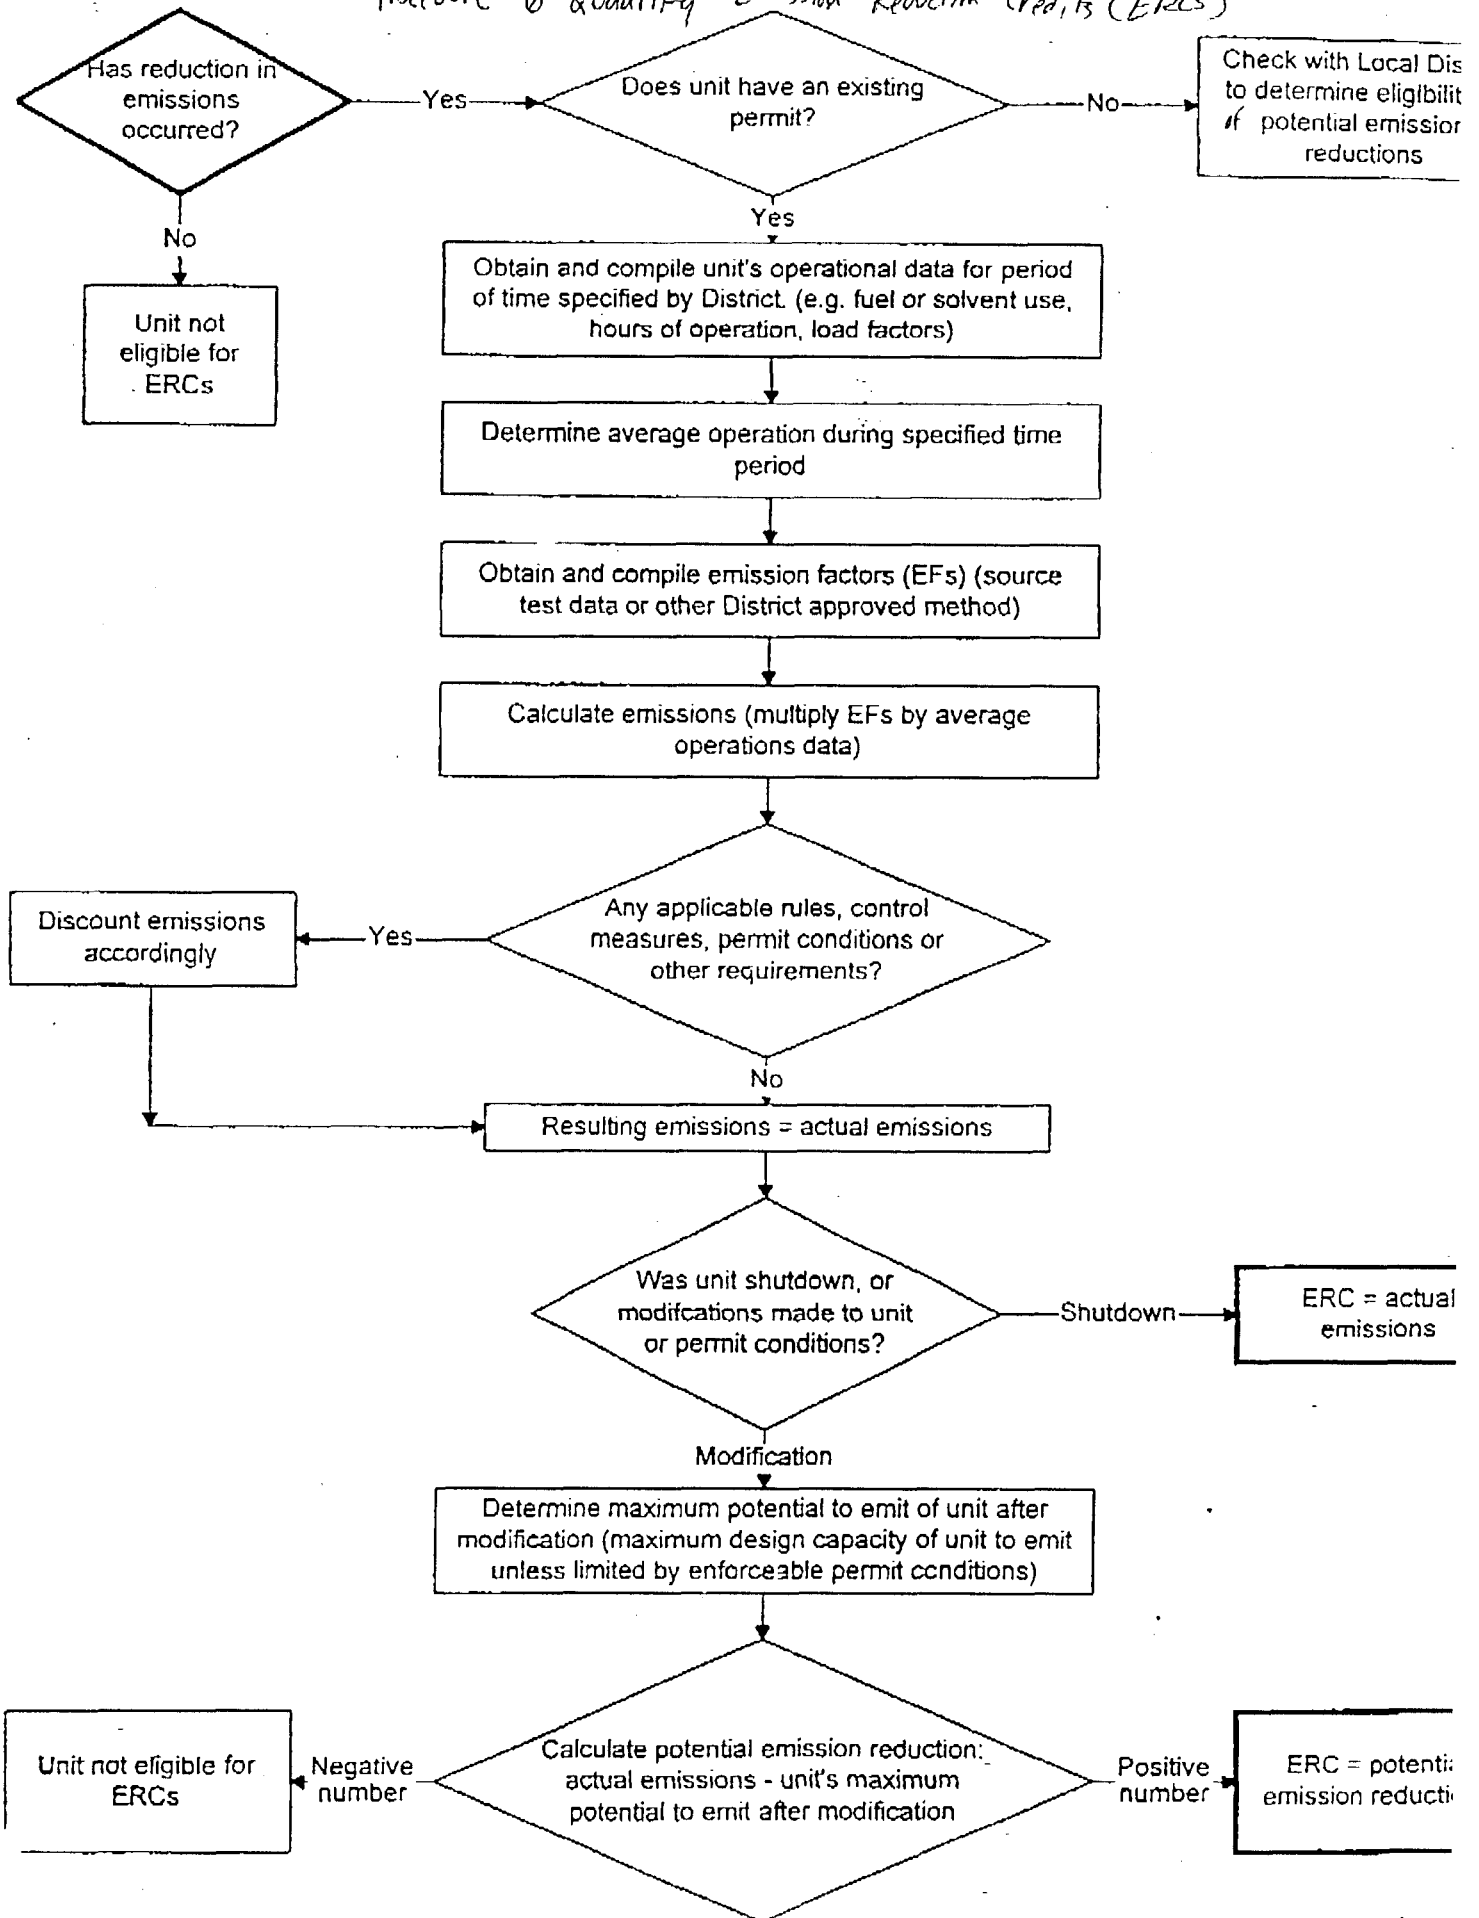 Quantify Reduction Credits (ERCs)
Has reduction in
emissions
occurred?
Yes
Does unit have an existing
permit?
No
Check with Local Dis
to determine eligibilit
of potential emission
reductions
No
Unit not
eligible for
ERCs
Yes
Obtain and compile unit's operational data for period
of time specified by District. (e.g. fuel or solvent use,
hours of operation, load factors)
Determine average operation during specified time
period
Obtain and compile emission factors (EFs) (source
test data or other District approved method)
Calculate emissions (multiply EFs by average
operations data)
Any applicable rules, control
measures, permit conditions or
other requirements?
Yes
Discount emissions
accordingly
No
Resulting emissions = actual emissions
Was unit shutdown, or
modifcations made to unit
or permit conditions?
Shutdown
ERC = actual
emissions
Modification
Determine maximum potential to emit of unit after
modification (maximum design capacity of unit to emit
unless limited by enforceable permit conditions)
Calculate potential emission reduction:
actual emissions - unit's maximum
potential to emit after modification
Negative
number
Unit not eligible for
ERCs
Positive
number
ERC = potentia
emission reducti